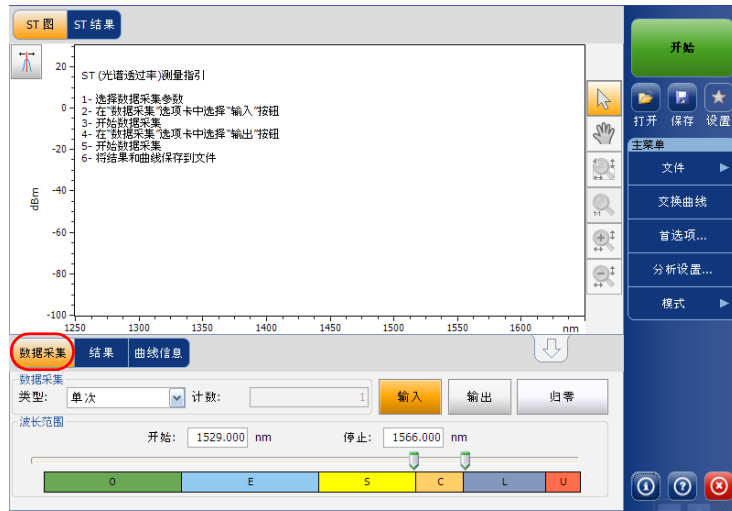 ST 图 ST 结果
开始
打开 保存 设置
主菜单
文件
交换曲线
首选项...
分析设置...
模式
20
0
-20
-40
-60
-80
-100
dBm
ST (光谱透过率)测量指引
1- 选择数据采集参数
2- 在"数据采集"选项卡中选择"输入"按钮
3- 开始数据采集
4- 在"数据采集"选项卡中选择"输出"按钮
5- 开始数据采集
6- 将结果和曲线保存到文件
1:1
1250 1300 1350 1400 1450 1500 1550 1600 nm
数据采集 结果 曲线信息
数据采集
类型: 单次 计数: 1 输入 输出 归零
波长范围
开始: 1529.000 nm 停止: 1566.000 nm
O E S C L U